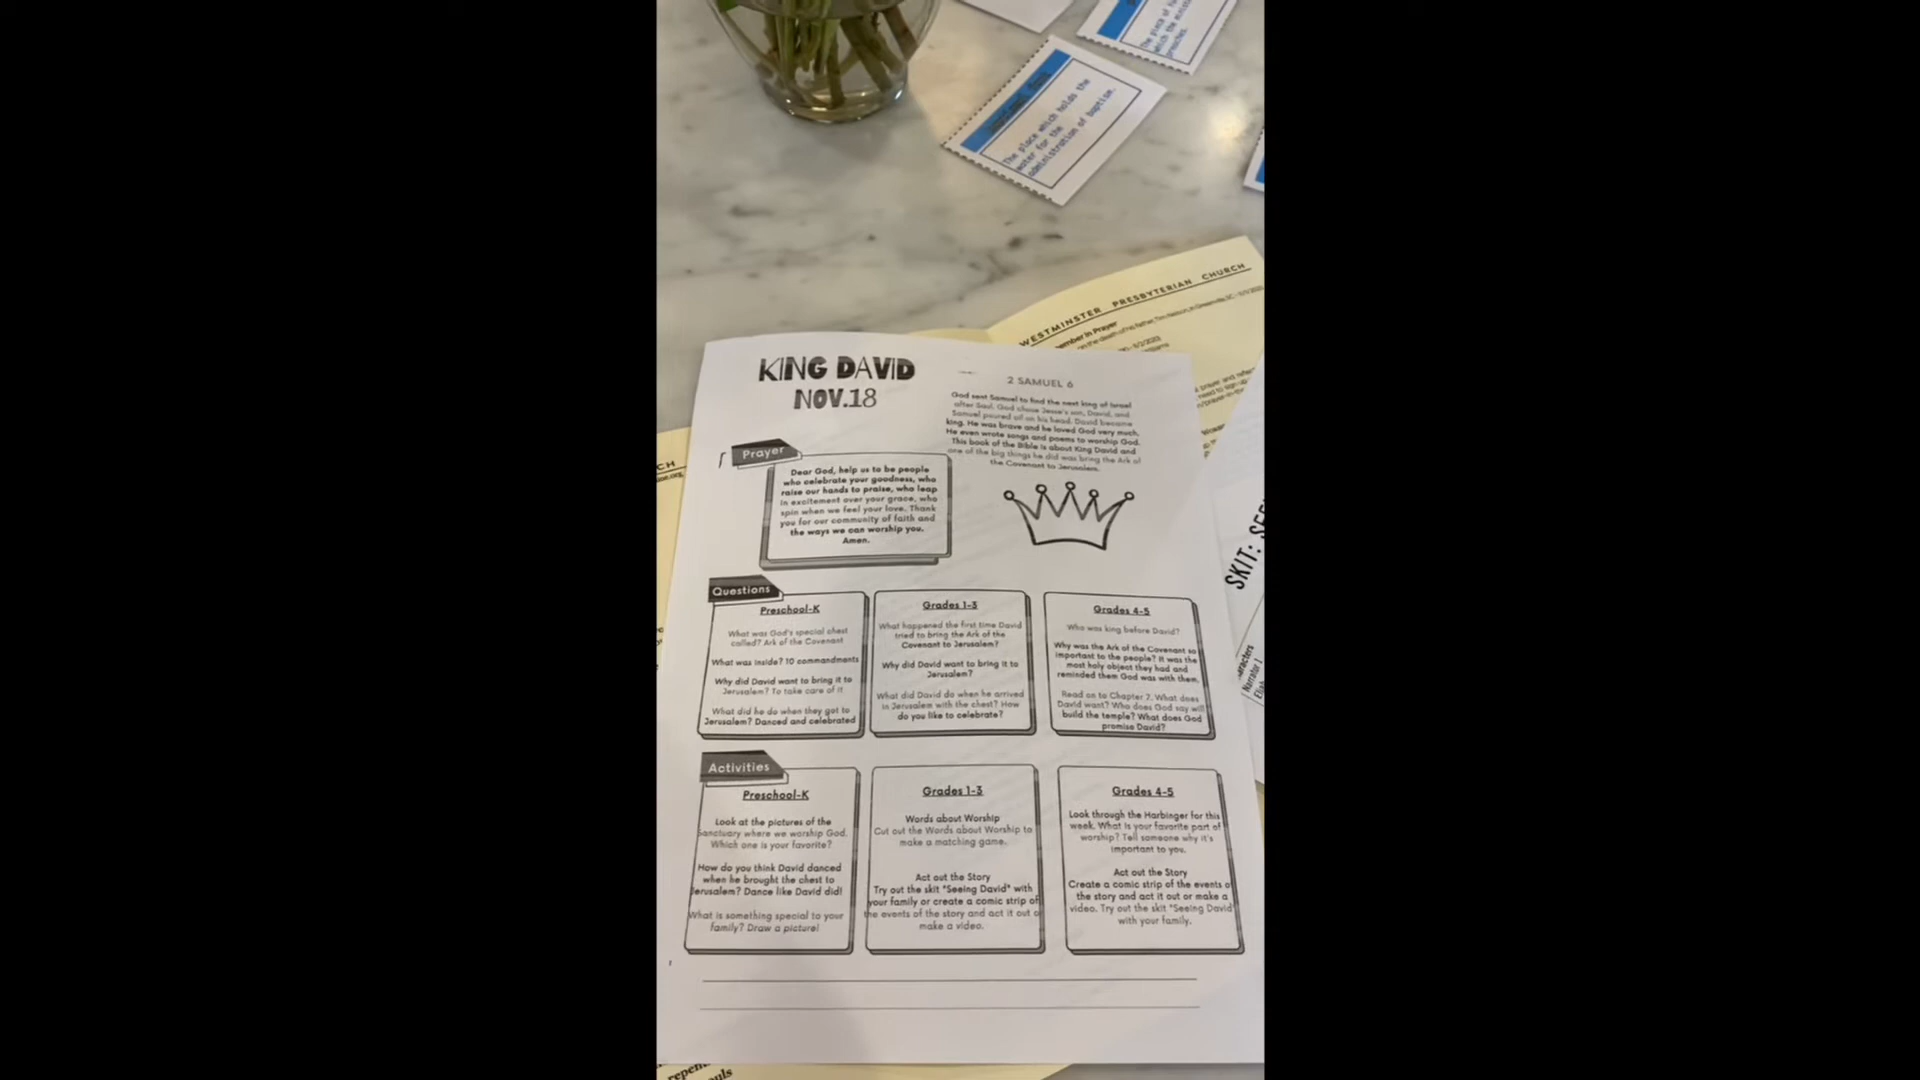 The place of
which the minis
preaches.
The place which holds the
water for the
administration of baptism.
WESTMINSTER PRESBYTERIAN CHURCH
ember in Prayer
KING DAVID
NOV.18
2 SAMUEL 6
God sent Samuel to find the next king of Israel
after Saul. God chose Jesse's son, David, and
Samuel poured oil on his head. David became
king. He was brave and he loved God very much.
He even wrote songs and poems to worship God.
This book of the Bible is about King David and
one of the big things he did was bring the Ark of
the Covenant to Jerusalem.
Prayer
Dear God, help us to be people
who celebrate your goodness, who
raise our hands to praise, who leap
in excitement over your grace, who
spin when we feel your love. Thank
you for our community of faith and
the ways we can worship you.
Amen.
Questions
Preschool-K
What was God's special chest
called? Ark of the Covenant
What was inside? 10 commandments
Why did David want to bring it to
Jerusalem? To take care of it
What did he do when they got to
Jerusalem? Danced and celebrated
Grades 1-3
What happened the first time David
tried to bring the Ark of the
Covenant to Jerusalem?
Why did David want to bring it to
Jerusalem?
What did David do when he arrived
in Jerusalem with the chest? How
do you like to celebrate?
Grades 4-5
Who was king before David?
Why was the Ark of the Covenant so
important to the people? It was the
most holy object they had and
reminded them God was with them.
Read on to Chapter 7. What does
David want? Who does God say will
build the temple? What does God
promise David?
Activities
Preschool-K
Look at the pictures of the
Sanctuary where we worship God.
Which one is your favorite?
How do you think David danced
when he brought the chest to
Jerusalem? Dance like David did!
What is something special to your
family? Draw a picture!
Grades 1-3
Words about Worship
Cut out the Words about Worship to
make a matching game.
Act out the Story
Try out the skit "Seeing David" with
your family or create a comic strip of
the events of the story and act it out o
make a video.
Grades 4-5
Look through the Harbinger for this
week. What is your favorite part of
worship? Tell someone why it's
important to you.
Act out the Story
Create a comic strip of the events o
the story and act it out or make a
video. Try out the skit "Seeing David
with your family.
SKIT: SEE
aracters
Narrator 1
CH
repen
ouls